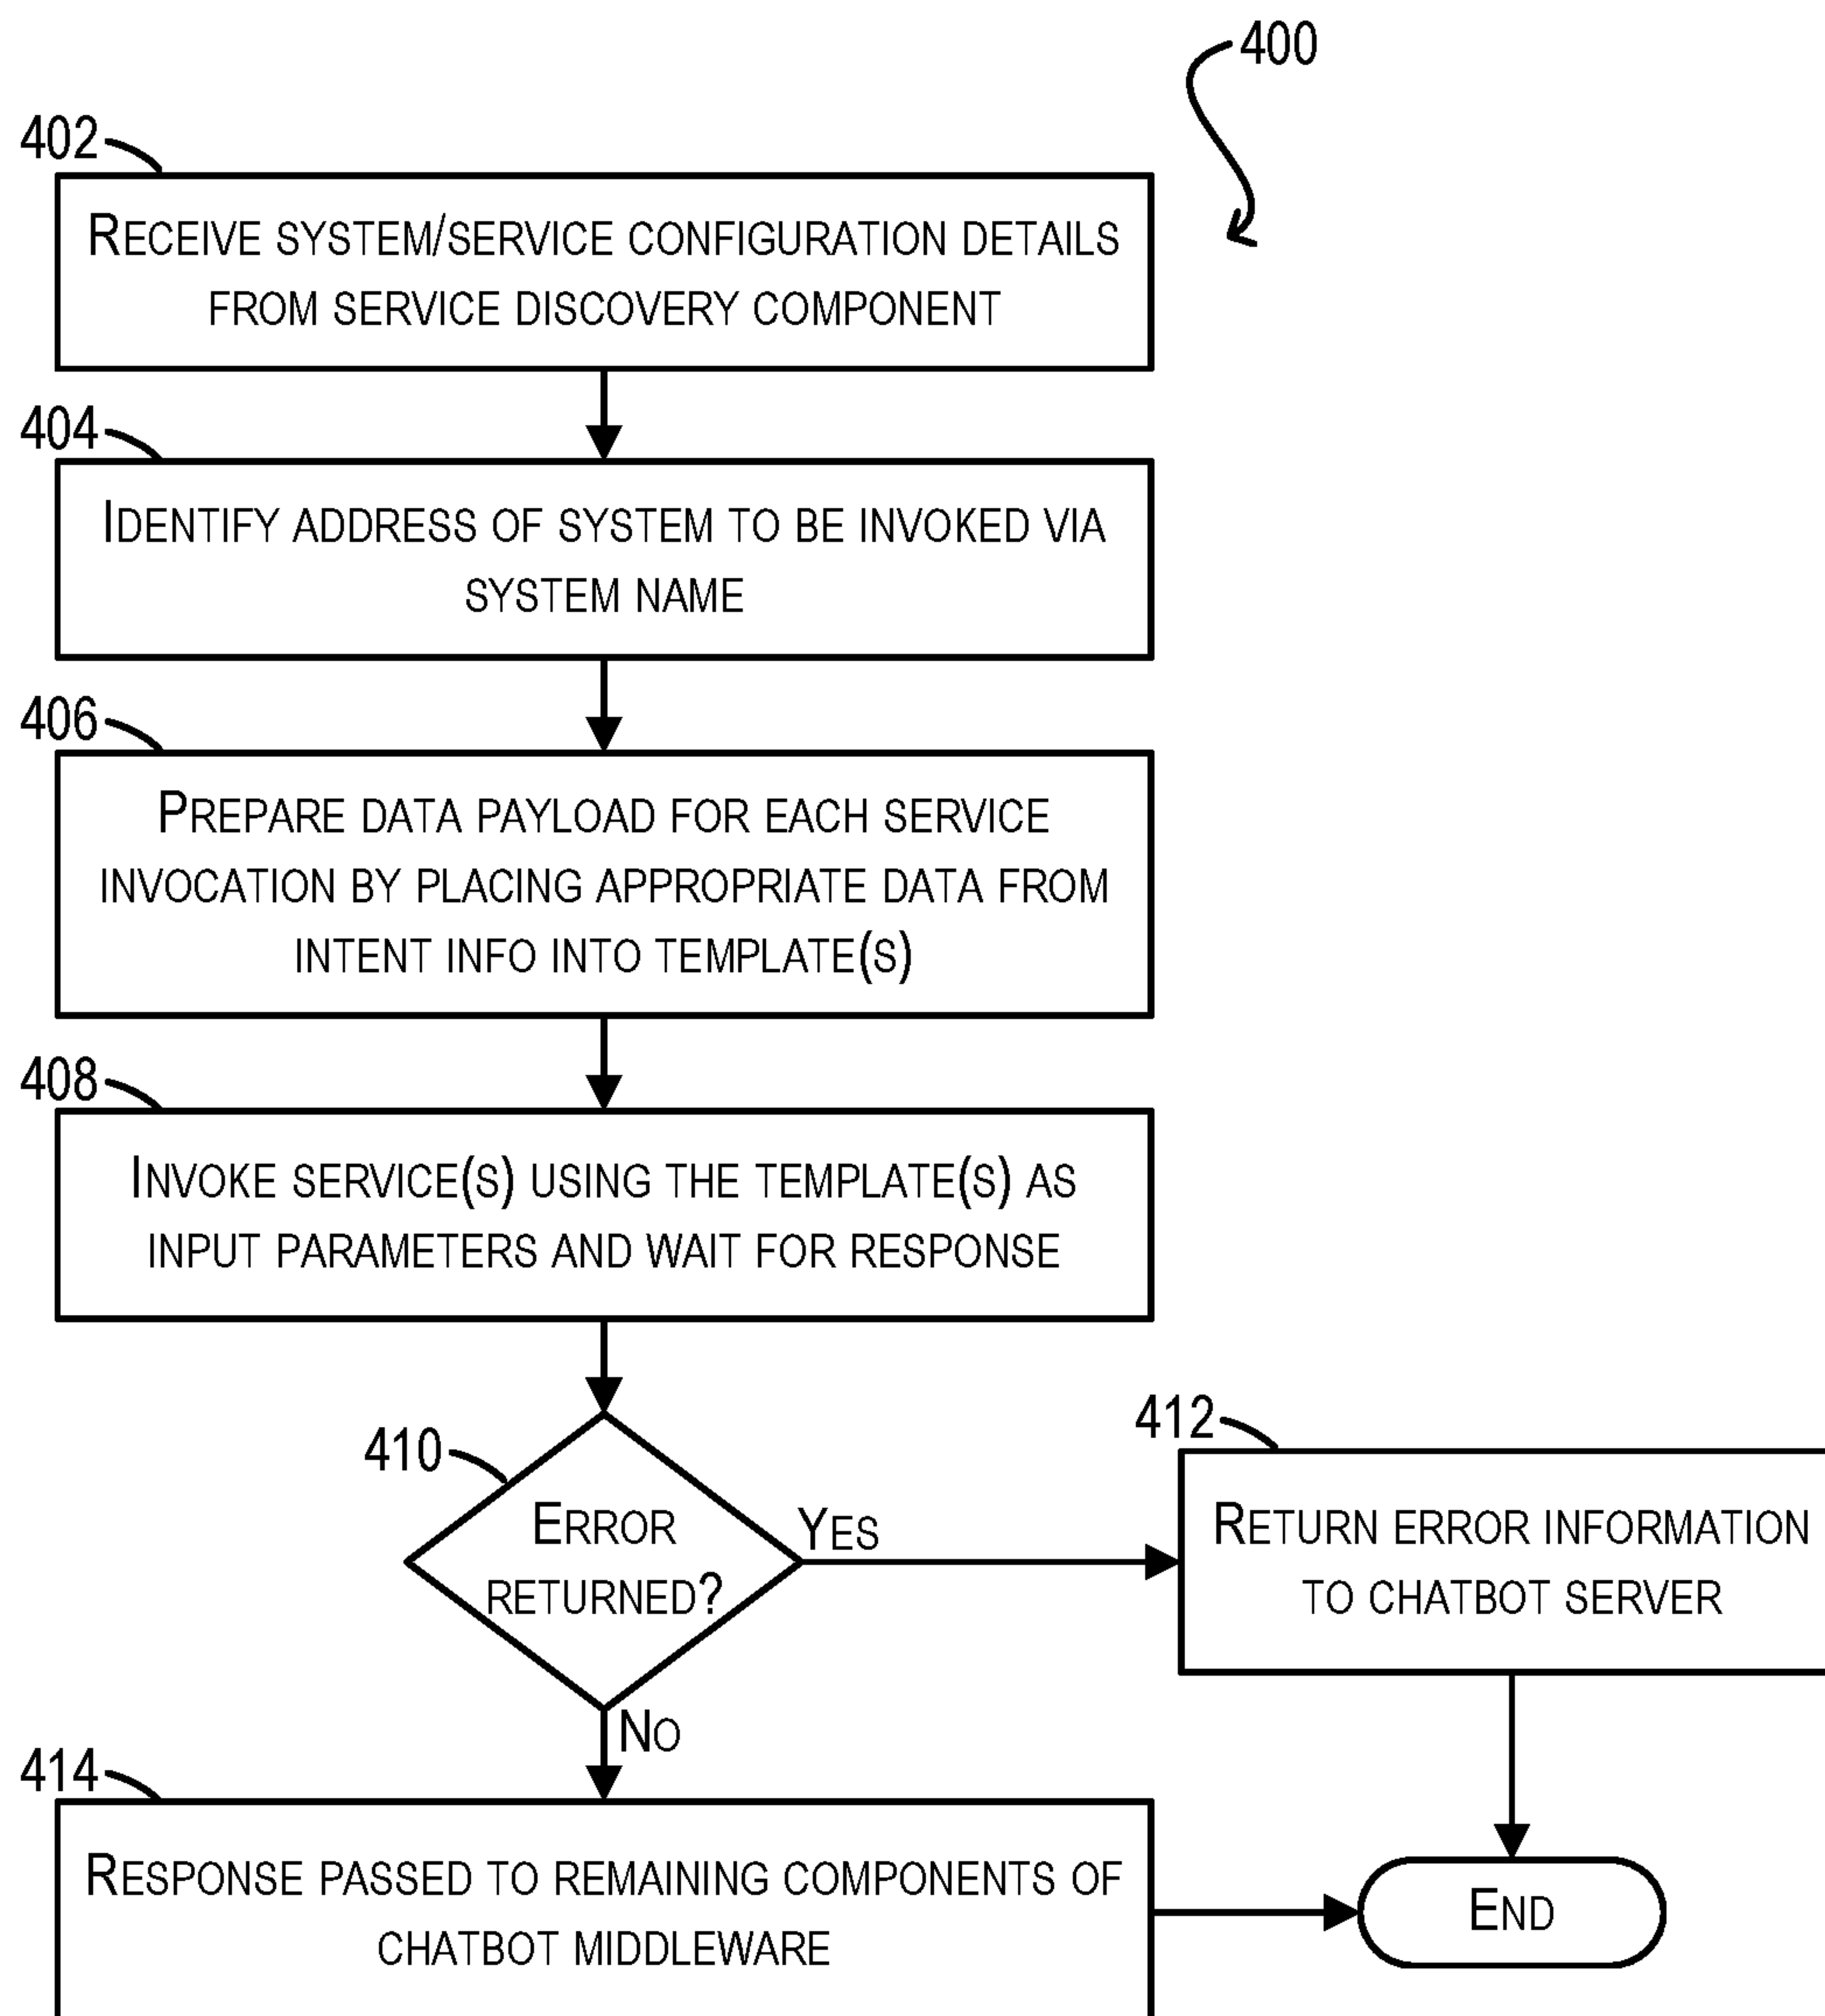 400
402
RECEIVE SYSTEM/SERVICE CONFIGURATION DETAILS
FROM SERVICE DISCOVERY COMPONENT
404
IDENTIFY ADDRESS OF SYSTEM TO BE INVOKED VIA
SYSTEM NAME
406
PREPARE DATA PAYLOAD FOR EACH SERVICE
INVOCATION BY PLACING APPROPRIATE DATA FROM
INTENT INFO INTO TEMPLATE(S)
408
INVOKE SERVICE(S) USING THE TEMPLATE(S) AS
INPUT PARAMETERS AND WAIT FOR RESPONSE
410
ERROR
RETURNED?
YES
412
RETURN ERROR INFORMATION
TO CHATBOT SERVER
NO
414
RESPONSE PASSED TO REMAINING COMPONENTS OF
CHATBOT MIDDLEWARE
END